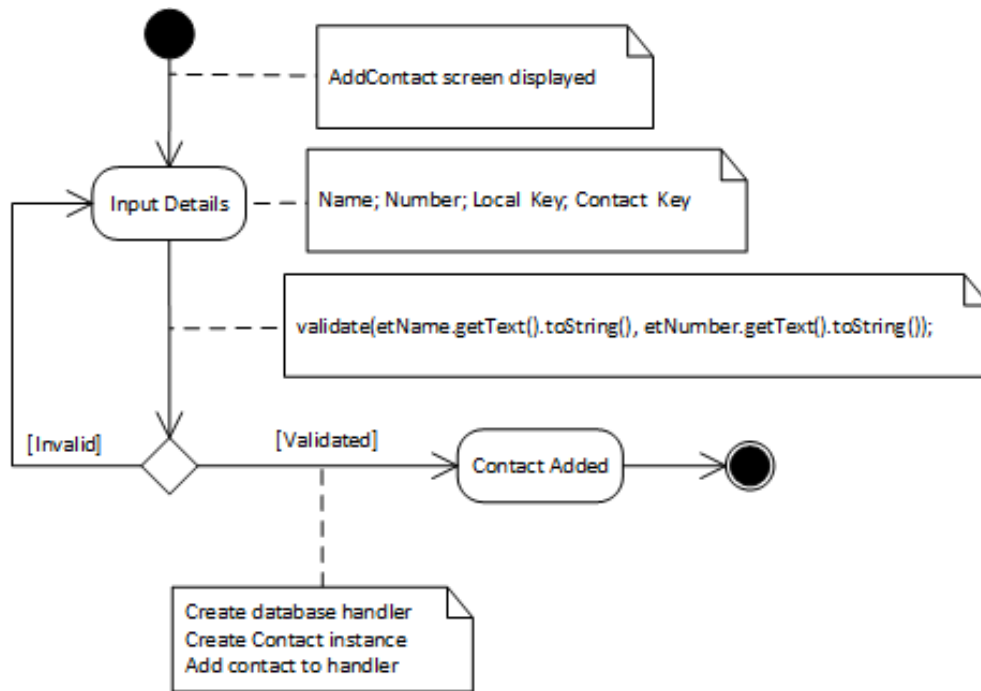 AddContact screen displayed
Input Details
Name; Number; Local Key; Contact Key
validate(etName.getText().toString(), etNumber.getText().toString());
[Invalid]
[Validated]
Contact Added
Create database handler
Create Contact instance
Add contact to handler